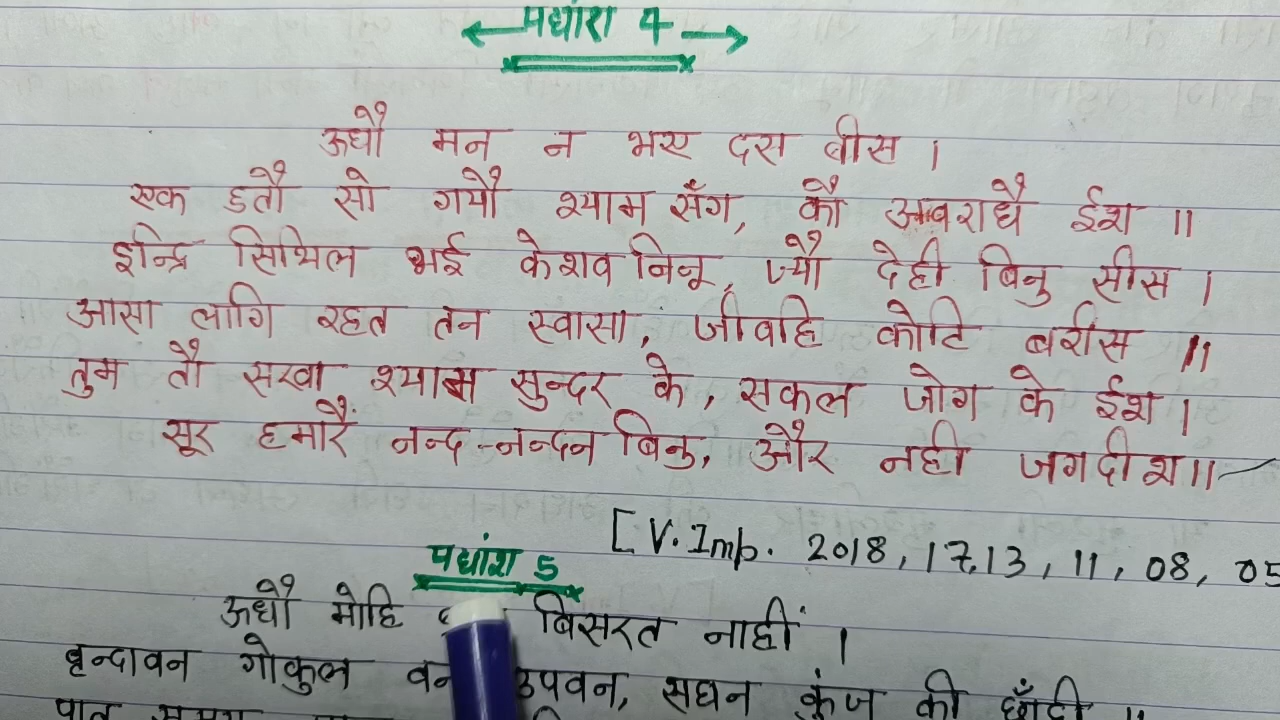 पद्यांश 4
ऊधौ मन न भए दस बीस ।
एक हुतौ सो गयौ श्याम सँग, कौ अवराधै ईश ॥
इन्द्रि सिथिल भई केशव बिनू, ज्यौ देही बिनु सीस ।
आसा लागि रहत तन स्वासा, जीवहि कोटि बरीस ॥
तुम तौ सखा श्याम सुन्दर के, सकल जोग के ईश ।
सूर हमारैं नन्द-नन्दन बिनु, और नही जगदीश ॥
[V. Imp. 2018, 17, 13, 11, 08, 05
पद्यांश 5
ऊधौ मोहि बिसरत नाहीं ।
वृन्दावन गोकुल वन उपवन, सघन कुंज की छाँही ॥